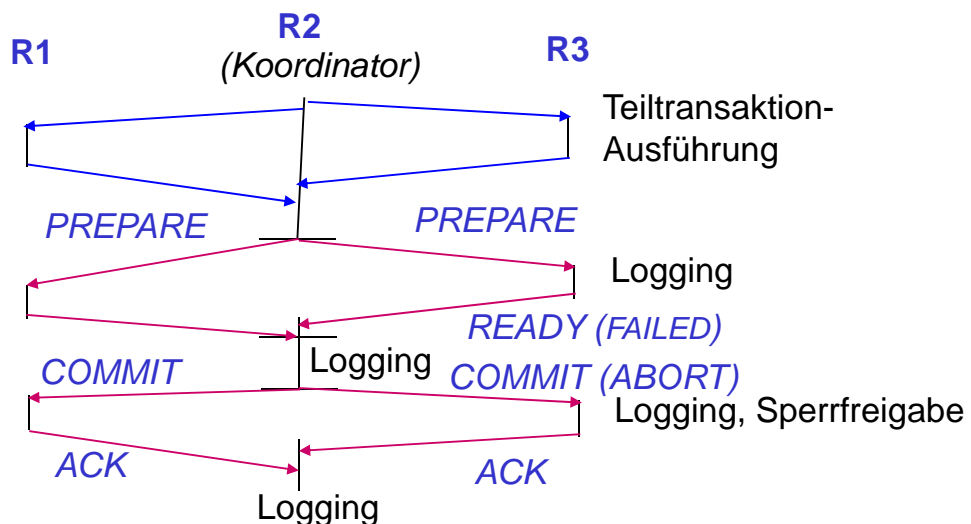 R1
R2
(Koordinator)
R3
Teiltransaktion-
Ausführung
PREPARE
PREPARE
Logging
READY (FAILED)
Logging
COMMIT
COMMIT (ABORT)
Logging, Sperrfreigabe
ACK
ACK
Logging